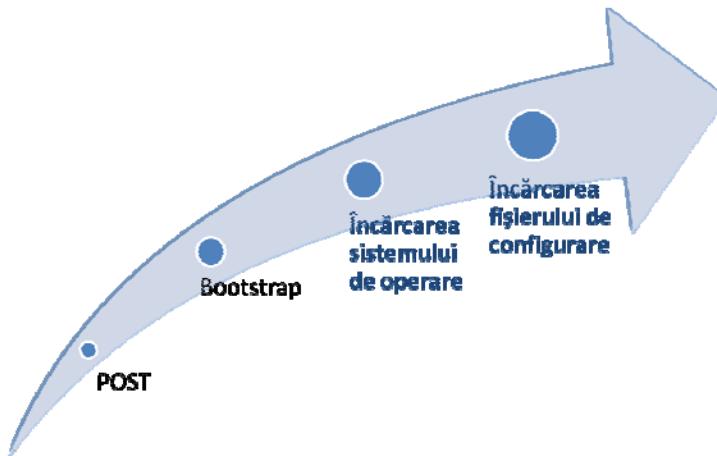 POST
Bootstrap
Încărcarea
sistemului
de operare
Încărcarea
fișierului de
configurare